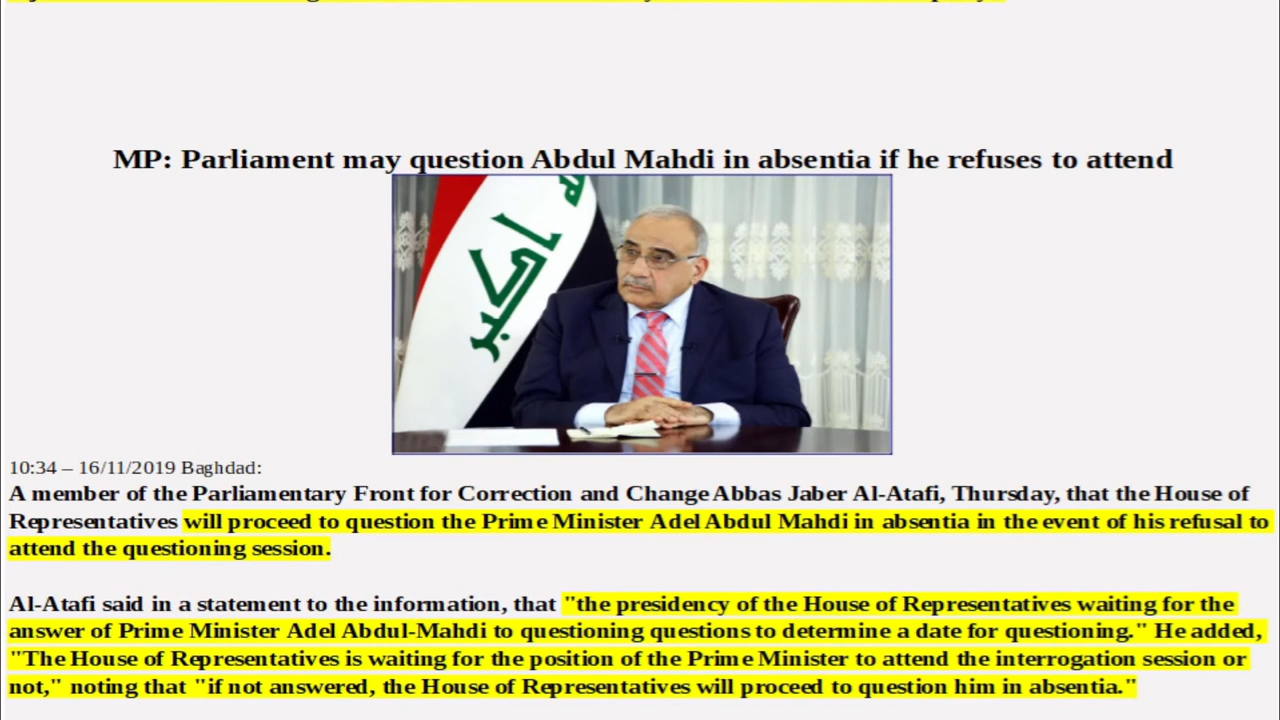 MP: Parliament may question Abdul Mahdi in absentia if he refuses to attend
اكبر
10:34 – 16/11/2019 Baghdad:
A member of the Parliamentary Front for Correction and Change Abbas Jaber Al-Atafi, Thursday, that the House of
Representatives will proceed to question the Prime Minister Adel Abdul Mahdi in absentia in the event of his refusal to
attend the questioning session.
Al-Atafi said in a statement to the information, that "the presidency of the House of Representatives waiting for the
answer of Prime Minister Adel Abdul-Mahdi to questioning questions to determine a date for questioning." He added,
"The House of Representatives is waiting for the position of the Prime Minister to attend the interrogation session or
not," noting that "if not answered, the House of Representatives will proceed to question him in absentia."